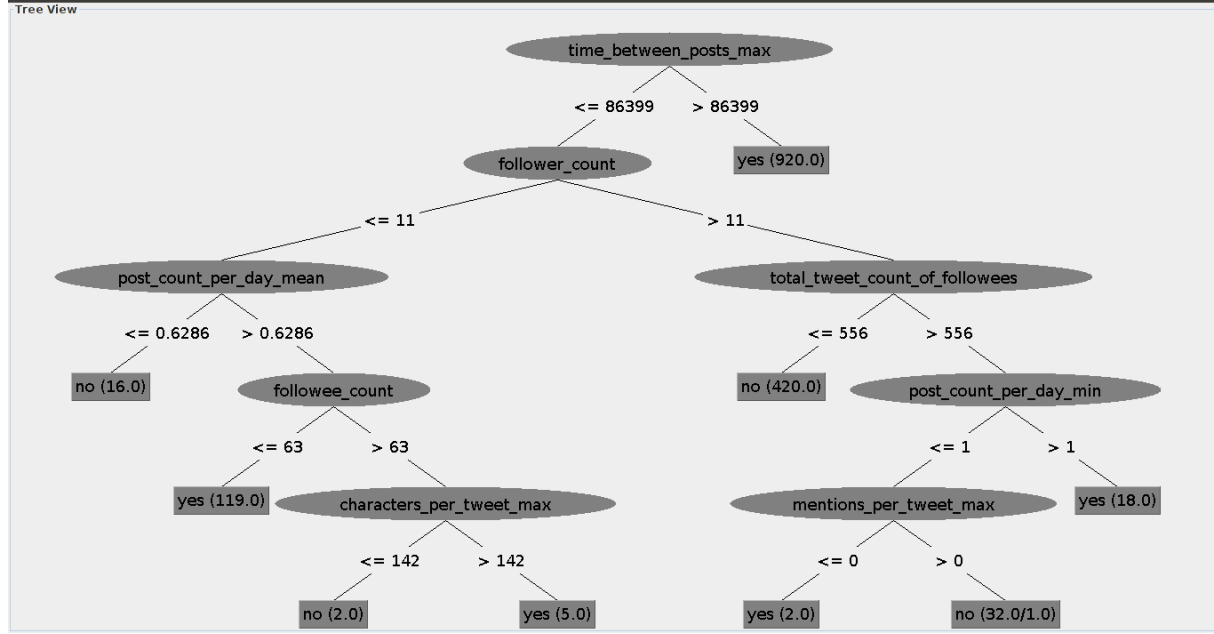 Tree View
time_between_posts_max
<= 86399 > 86399
follower_count yes (920.0)
<= 11 > 11
post_count_per_day_mean total_tweet_count_of_followees
<= 0.6286 > 0.6286 <= 556 > 556
no (16.0) followee_count no (420.0) post_count_per_day_min
<= 63 > 63 <= 1 > 1
yes (119.0) characters_per_tweet_max mentions_per_tweet_max yes (18.0)
<= 142 > 142 <= 0 > 0
no (2.0) yes (5.0) yes (2.0) no (32.0/1.0)